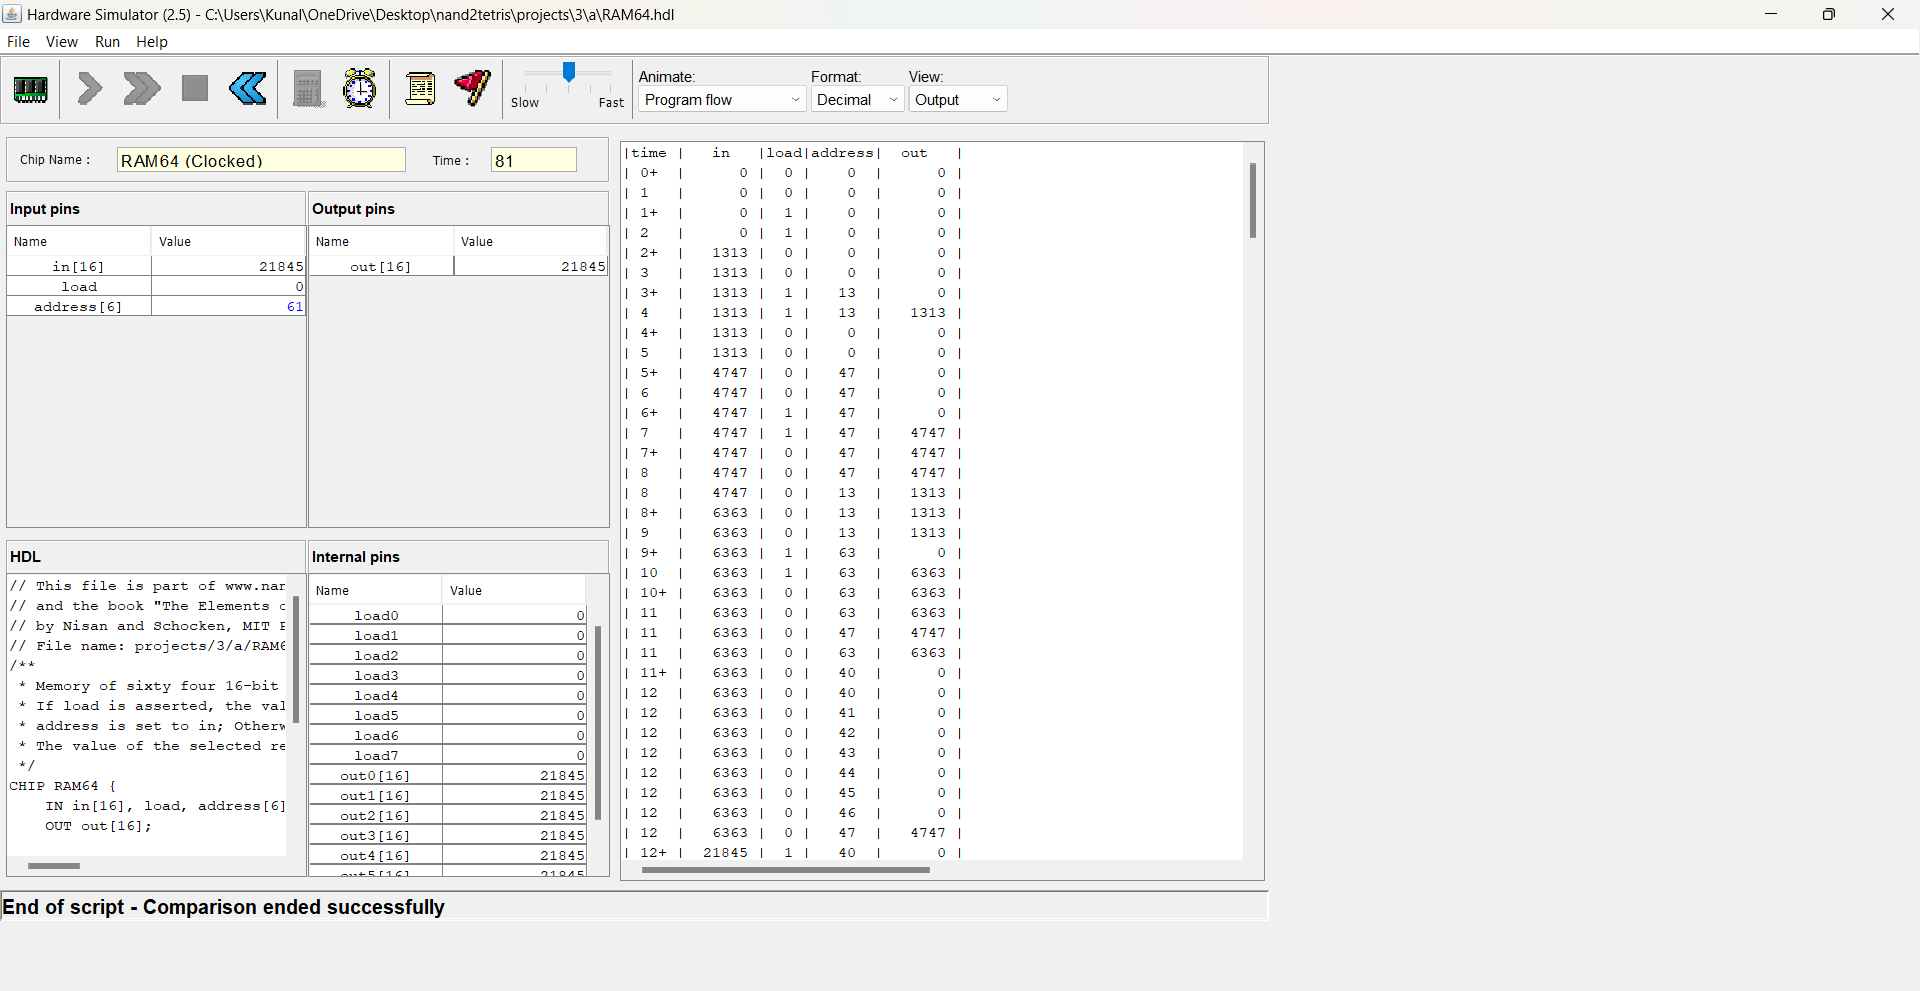 Hardware Simulator (2.5) - C:\Users\Kunal\OneDrive\Desktop\nand2tetris\projects\3\a\RAM64.hdl
File View Run Help
Slow Fast
Animate: Format: View:
Program flow Decimal Output
Chip Name : RAM64 (Clocked) Time : 81
Input pins
Name Value
in[16] 21845
load 0
address[6] 61
Output pins
Name Value
out[16] 21845
HDL
// This file is part of www.nan
// and the book "The Elements
// by Nisan and Schocken, MIT
// File name: projects/3/a/RAM6
/**
* Memory of sixty four 16-bit
* If load is asserted, the val
* address is set to in; Otherw
* The value of the selected re
*/
CHIP RAM64 {
IN in[16], load, address[6]
OUT out[16];
Internal pins
Name Value
load0 0
load1 0
load2 0
load3 0
load4 0
load5 0
load6 0
load7 0
out0[16] 21845
out1[16] 21845
out2[16] 21845
out3[16] 21845
out4[16] 21845
out5[16] 21845
|time | in |load|address| out |
| 0+ | 0 | 0 | 0 | 0 |
| 1 | 0 | 0 | 0 | 0 |
| 1+ | 0 | 1 | 0 | 0 |
| 2 | 0 | 1 | 0 | 0 |
| 2+ | 1313 | 0 | 0 | 0 |
| 3 | 1313 | 0 | 0 | 0 |
| 3+ | 1313 | 1 | 13 | 0 |
| 4 | 1313 | 1 | 13 | 1313 |
| 4+ | 1313 | 0 | 0 | 0 |
| 5 | 1313 | 0 | 0 | 0 |
| 5+ | 4747 | 0 | 47 | 0 |
| 6 | 4747 | 0 | 47 | 0 |
| 6+ | 4747 | 1 | 47 | 0 |
| 7 | 4747 | 1 | 47 | 4747 |
| 7+ | 4747 | 0 | 47 | 4747 |
| 8 | 4747 | 0 | 47 | 4747 |
| 8 | 4747 | 0 | 13 | 1313 |
| 8+ | 6363 | 0 | 13 | 1313 |
| 9 | 6363 | 0 | 13 | 1313 |
| 9+ | 6363 | 1 | 63 | 0 |
| 10 | 6363 | 1 | 63 | 6363 |
| 10+ | 6363 | 0 | 63 | 6363 |
| 11 | 6363 | 0 | 63 | 6363 |
| 11 | 6363 | 0 | 47 | 4747 |
| 11 | 6363 | 0 | 63 | 6363 |
| 11+ | 6363 | 0 | 40 | 0 |
| 12 | 6363 | 0 | 40 | 0 |
| 12 | 6363 | 0 | 41 | 0 |
| 12 | 6363 | 0 | 42 | 0 |
| 12 | 6363 | 0 | 43 | 0 |
| 12 | 6363 | 0 | 44 | 0 |
| 12 | 6363 | 0 | 45 | 0 |
| 12 | 6363 | 0 | 46 | 0 |
| 12 | 6363 | 0 | 47 | 4747 |
| 12+ | 21845 | 1 | 40 | 0 |
End of script - Comparison ended successfully